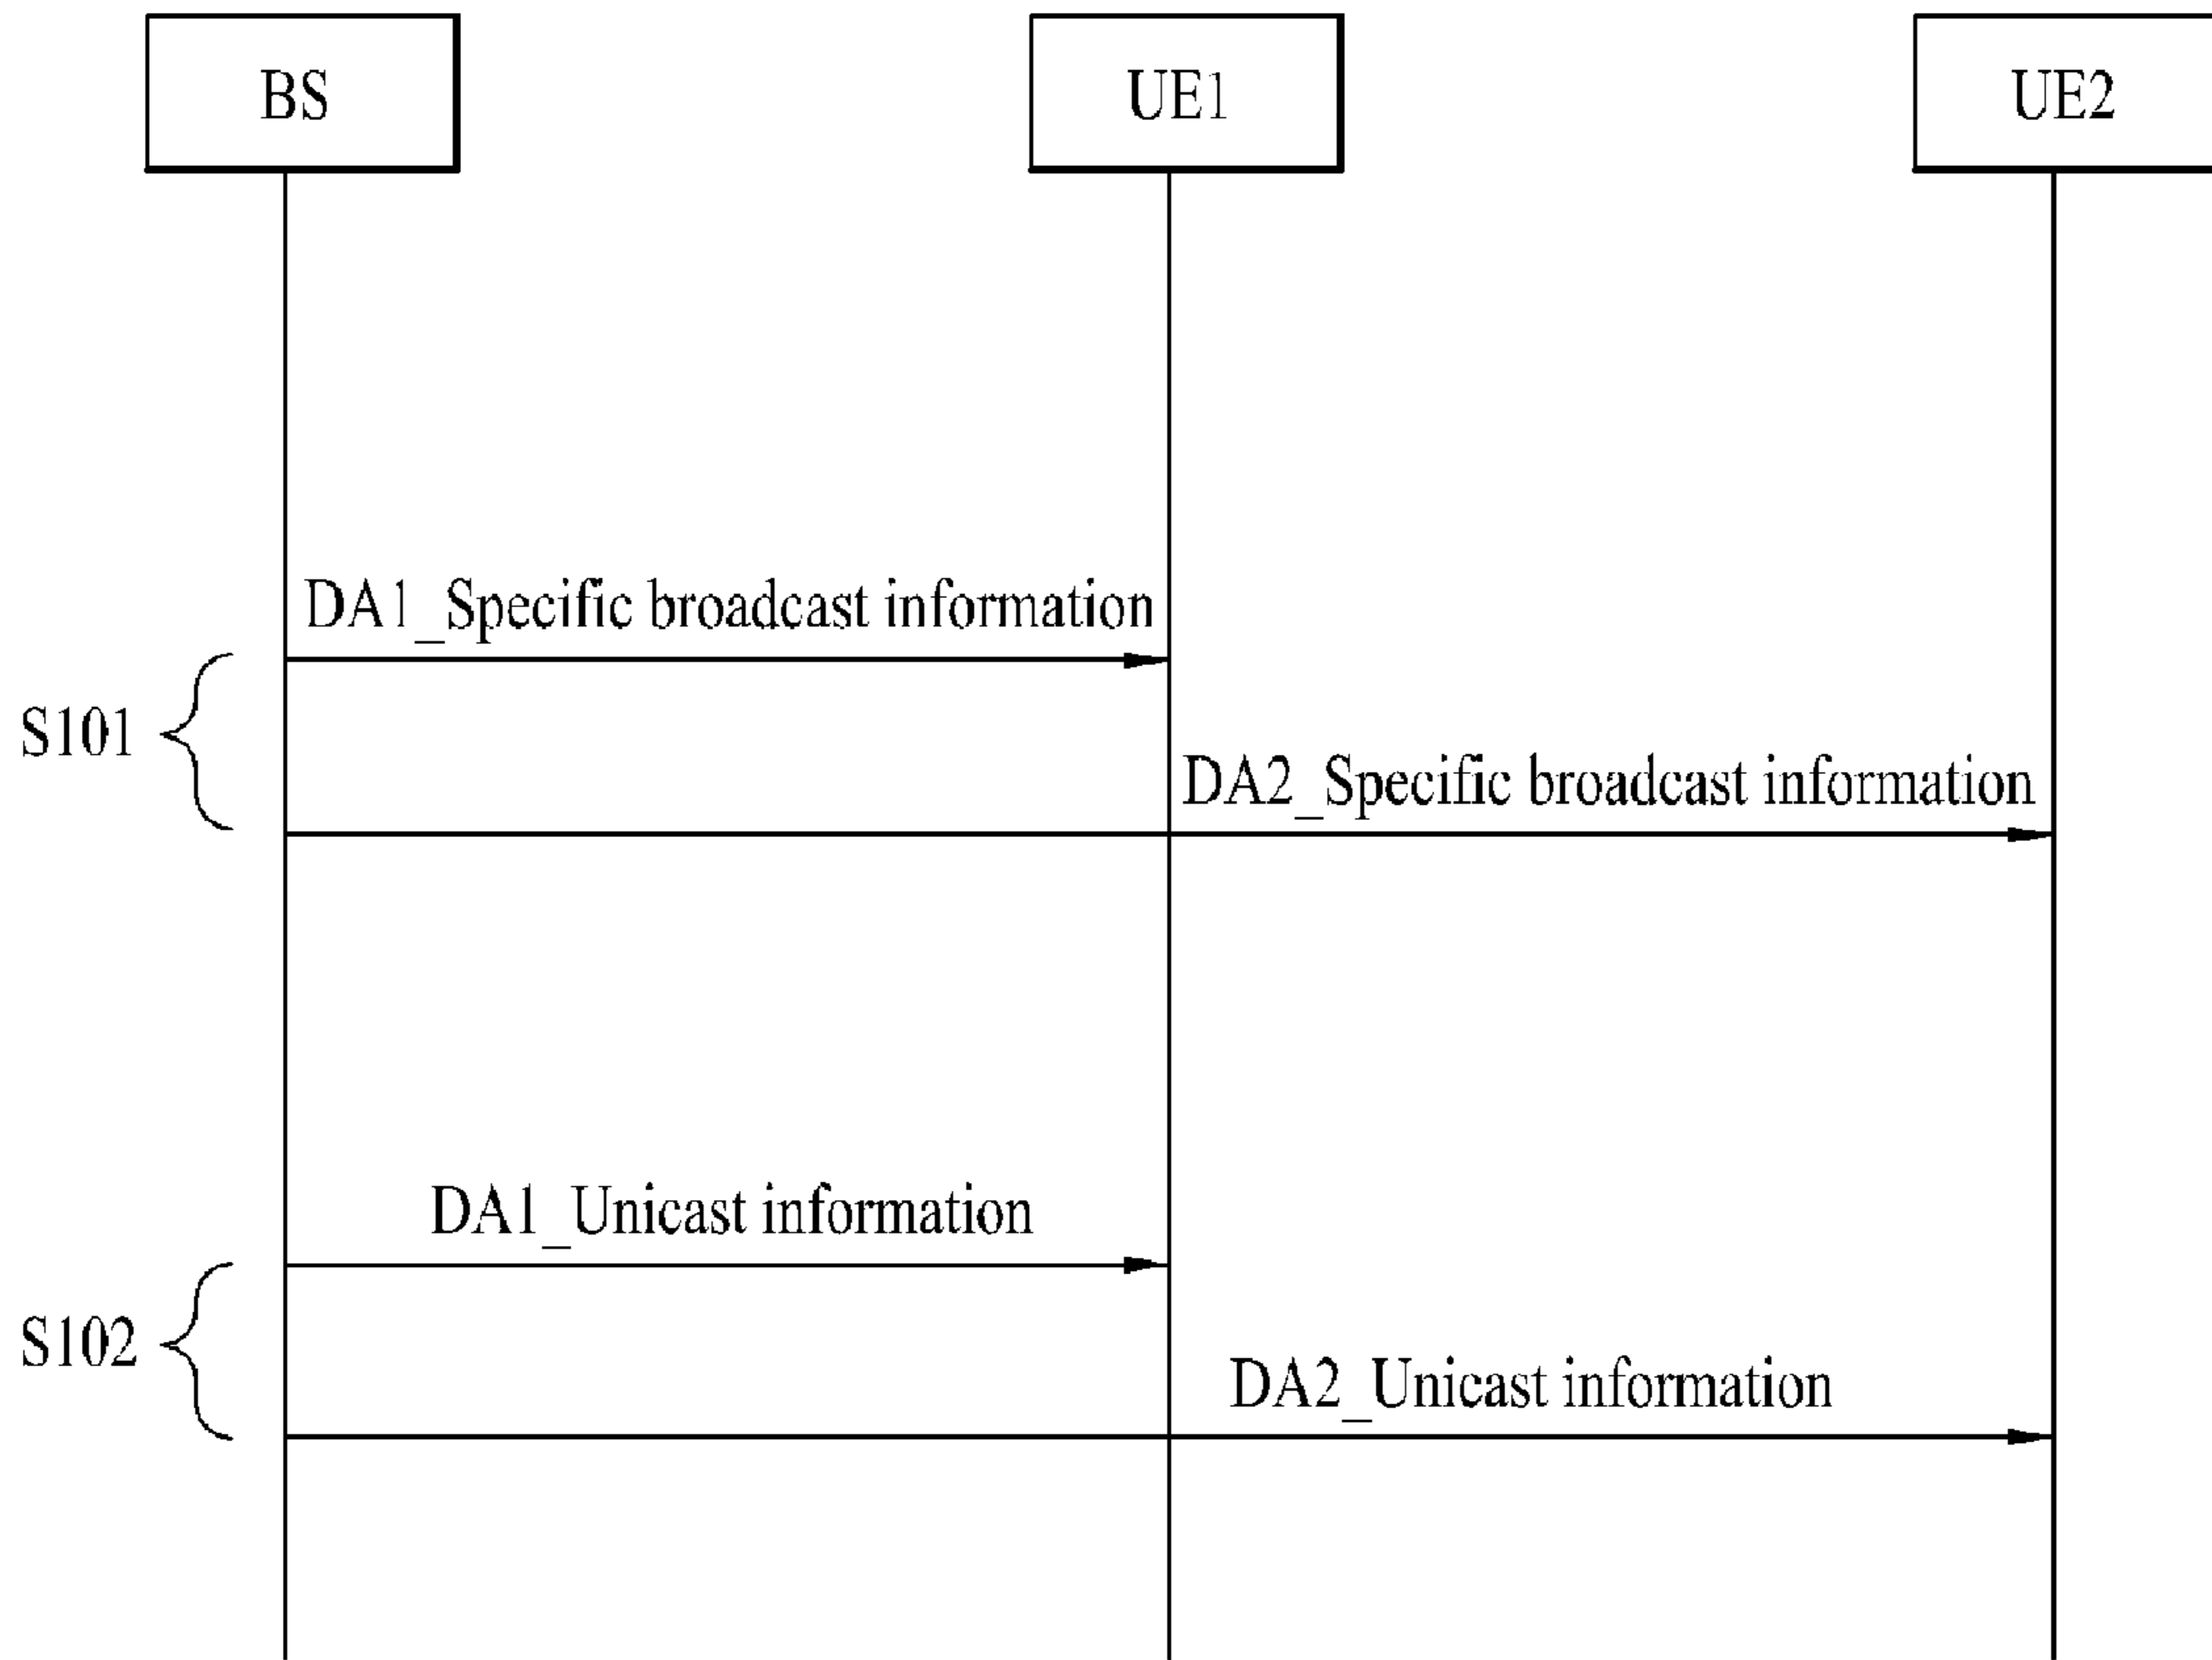 BS
UE1
UE2
DA1_Specific broadcast information
S101
DA2_Specific broadcast information
DA1_Unicast information
S102
DA2_Unicast information